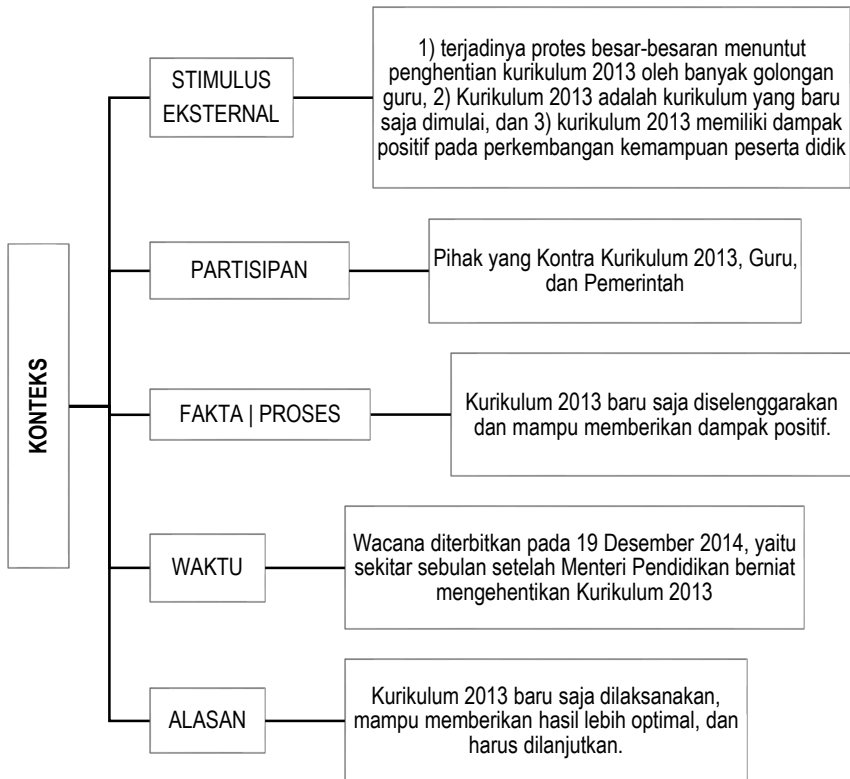 KONTEKS
STIMULUS
EKSTERNAL
1) terjadinya protes besar-besaran menuntut
penghentian kurikulum 2013 oleh banyak golongan
guru, 2) Kurikulum 2013 adalah kurikulum yang baru
saja dimulai, dan 3) kurikulum 2013 memiliki dampak
positif pada perkembangan kemampuan peserta didik
PARTISIPAN
Pihak yang Kontra Kurikulum 2013, Guru,
dan Pemerintah
FAKTA | PROSES
Kurikulum 2013 baru saja diselenggarakan
dan mampu memberikan dampak positif.
WAKTU
Wacana diterbitkan pada 19 Desember 2014, yaitu
sekitar sebulan setelah Menteri Pendidikan berniat
mengehentikan Kurikulum 2013
ALASAN
Kurikulum 2013 baru saja dilaksanakan,
mampu memberikan hasil lebih optimal, dan
harus dilanjutkan.